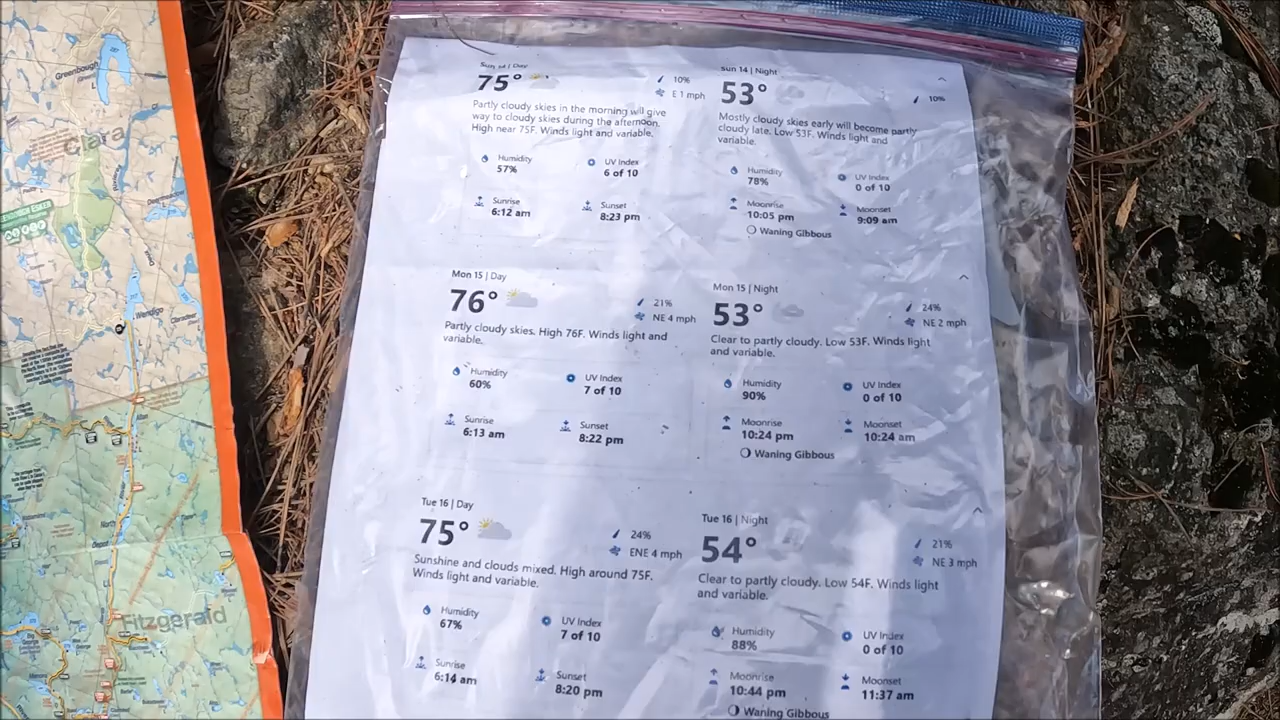 Greenbough
Clara
Wendigo
Fitzgerald
Sun 14 | Day
75°
10%
E 1 mph
Partly cloudy skies in the morning will give
way to cloudy skies during the afternoon.
High near 75F. Winds light and variable.
Humidity
57%
UV Index
6 of 10
Sunrise
6:12 am
Sunset
8:23 pm
Sun 14 | Night
53°
10%
Mostly cloudy skies early will become partly
cloudy late. Low 53F. Winds light and
variable.
Humidity
78%
UV Index
0 of 10
Moonrise
10:05 pm
Waning Gibbous
Moonset
9:09 am
Mon 15 | Day
76°
21%
NE 4 mph
Partly cloudy skies. High 76F. Winds light and
variable.
Humidity
60%
UV Index
7 of 10
Sunrise
6:13 am
Sunset
8:22 pm
Mon 15 | Night
53°
24%
NE 2 mph
Clear to partly cloudy. Low 53F. Winds light
and variable.
Humidity
90%
UV Index
0 of 10
Moonrise
10:24 pm
Waning Gibbous
Moonset
10:24 am
Tue 16 | Day
75°
24%
ENE 4 mph
Sunshine and clouds mixed. High around 75F.
Winds light and variable.
Humidity
67%
UV Index
7 of 10
Sunrise
6:14 am
Sunset
8:20 pm
Tue 16 | Night
54°
21%
NE 3 mph
Clear to partly cloudy. Low 54F. Winds light
and variable.
Humidity
88%
UV Index
0 of 10
Moonrise
10:44 pm
Waning Gibbous
Moonset
11:37 am